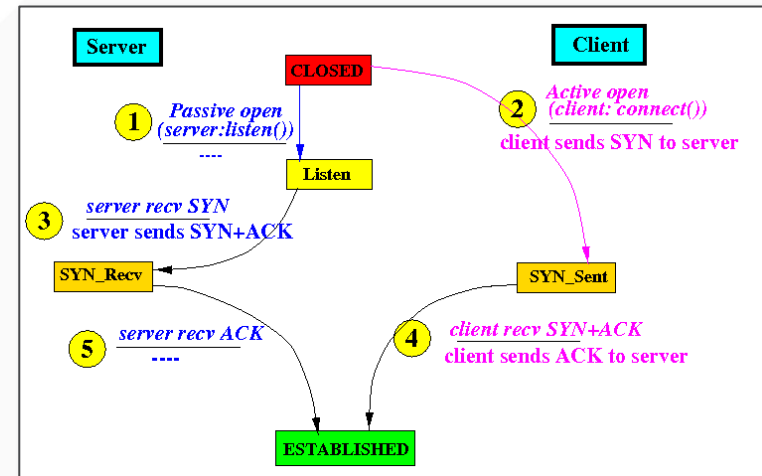 Server
Client
CLOSED
1
Passive open
(server:listen())
----
2
Active open
(client: connect())
client sends SYN to server
Listen
3
server recv SYN
server sends SYN+ACK
SYN_Recv
SYN_Sent
5
server recv ACK
----
4
client recv SYN+ACK
client sends ACK to server
ESTABLISHED